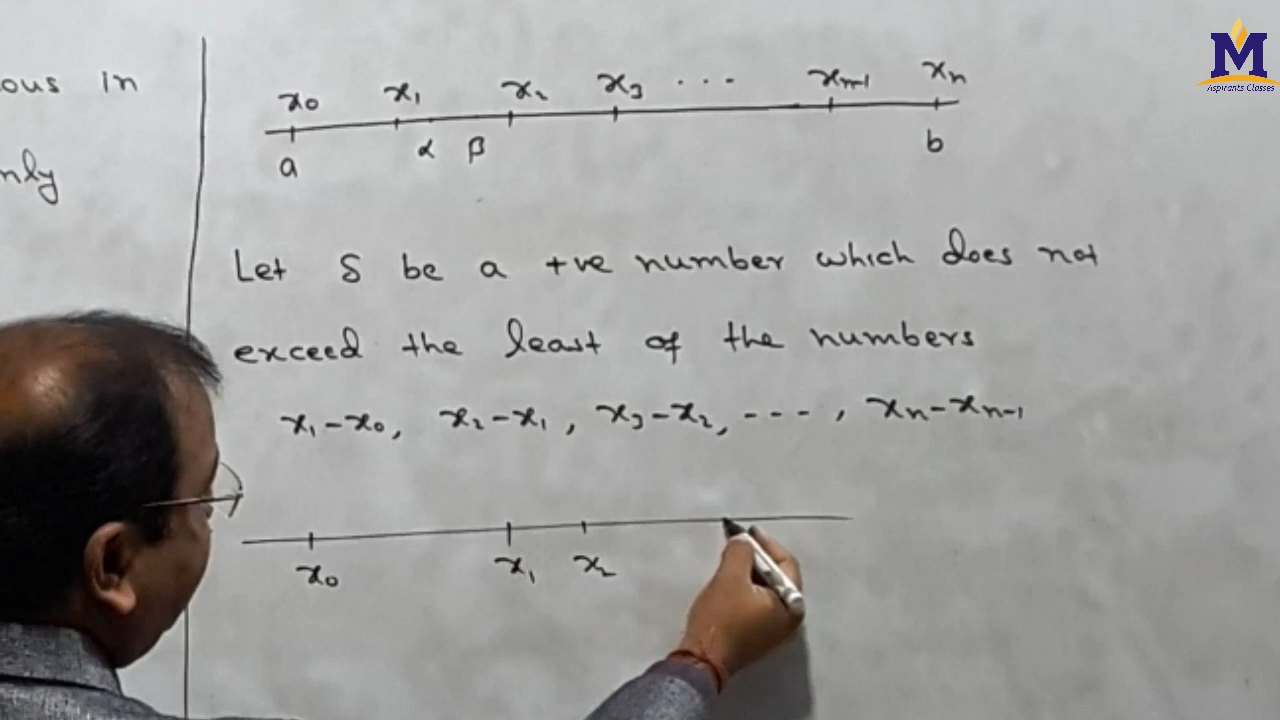 ous in
nly
x₀ x₁ x₂ x₃ ... xₙ₋₁ xₙ
a α β b
Let δ be a +ve number which does not
exceed the least of the numbers
x₁-x₀, x₂-x₁, x₃-x₂, ----, xₙ-xₙ₋₁
x₀ x₁ x₂
M
Aspirants Classes